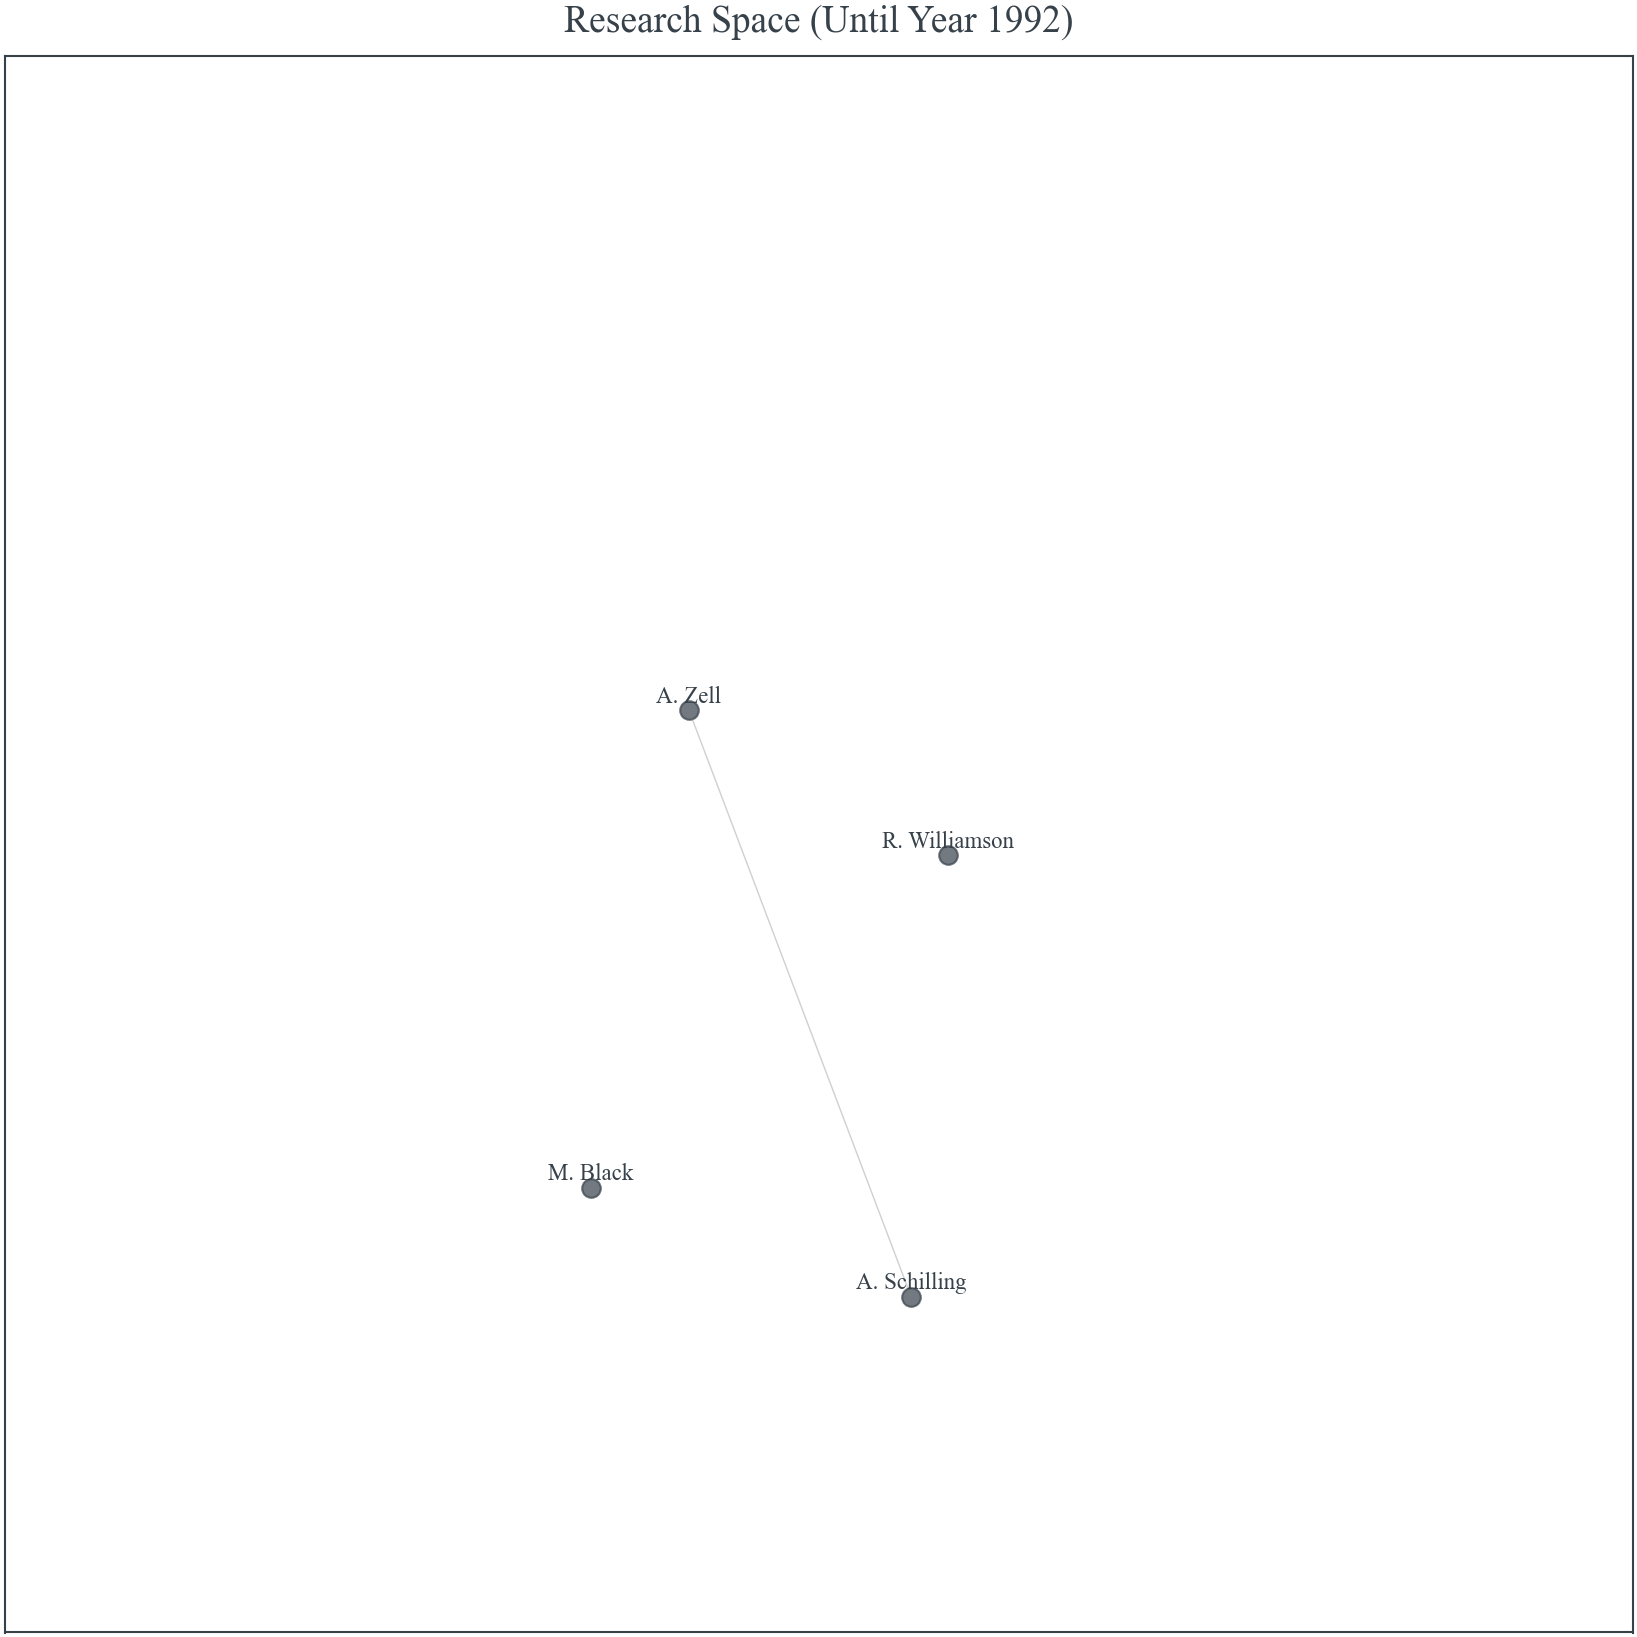 Research Space (Until Year 1992)
A. Zell
R. Williamson
M. Black
A. Schilling